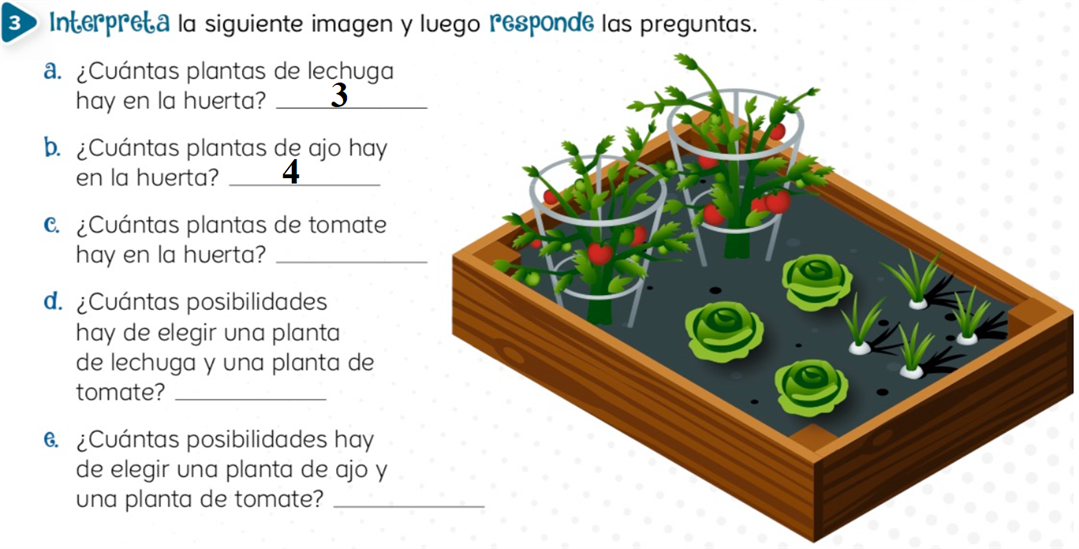 3 Interpreta la siguiente imagen y luego responde las preguntas.
a. ¿Cuántas plantas de lechuga
hay en la huerta? 3
b. ¿Cuántas plantas de ajo hay
en la huerta? 4
c. ¿Cuántas plantas de tomate
hay en la huerta? ___________
d. ¿Cuántas posibilidades
hay de elegir una planta
de lechuga y una planta de
tomate? ___________
e. ¿Cuántas posibilidades hay
de elegir una planta de ajo y
una planta de tomate? ___________